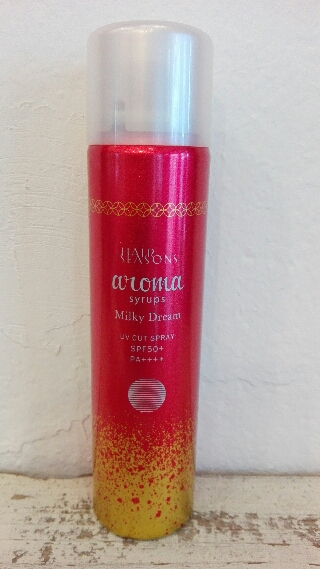 HAIR
SEASONS
aroma
syrups
Milky Dream
UV CUT SPRAY
SPF50+
PA++++